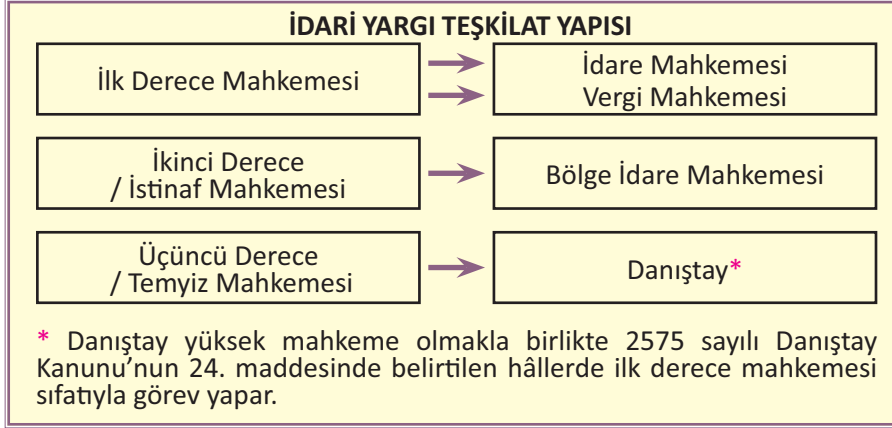 İDARİ YARGI TEŞKİLAT YAPISI
İlk Derece Mahkemesi
İdare Mahkemesi
Vergi Mahkemesi
İkinci Derece
/ İstinaf Mahkemesi
Bölge İdare Mahkemesi
Üçüncü Derece
/ Temyiz Mahkemesi
Danıştay*
* Danıştay yüksek mahkeme olmakla birlikte 2575 sayılı Danıştay
Kanunu’nun 24. maddesinde belirtilen hâllerde ilk derece mahkemesi
sıfatıyla görev yapar.